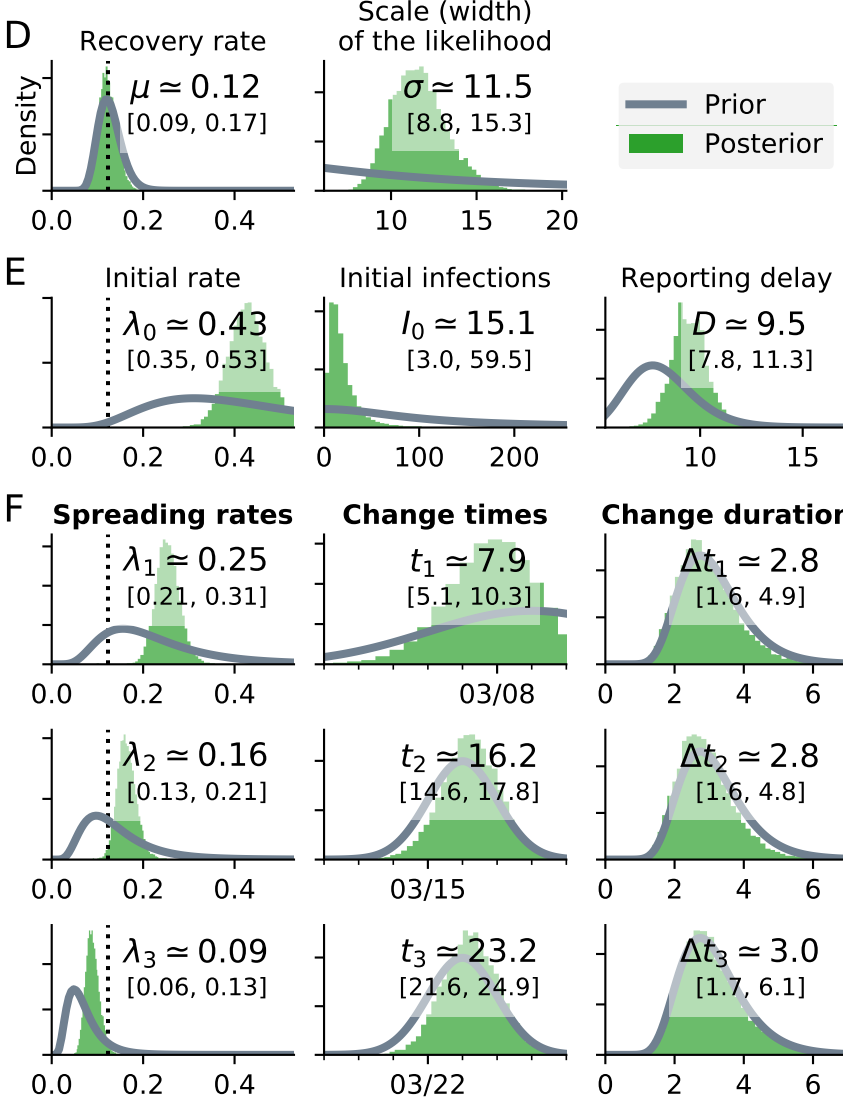 D
Recovery rate
Scale (width)
of the likelihood
Density
μ ≃ 0.12
[0.09, 0.17]
σ ≃ 11.5
[8.8, 15.3]
Prior
Posterior
0.0 0.2 0.4
10 15 20
E
Initial rate
Initial infections
Reporting delay
λ0 ≃ 0.43
[0.35, 0.53]
I0 ≃ 15.1
[3.0, 59.5]
D ≃ 9.5
[7.8, 11.3]
0.0 0.2 0.4
0 100 200
10 15
F
Spreading rates
Change times
Change duration
λ1 ≃ 0.25
[0.21, 0.31]
t1 ≃ 7.9
[5.1, 10.3]
Δt1 ≃ 2.8
[1.6, 4.9]
0.0 0.2 0.4
03/08
2 4 6
λ2 ≃ 0.16
[0.13, 0.21]
t2 ≃ 16.2
[14.6, 17.8]
Δt2 ≃ 2.8
[1.6, 4.8]
0.0 0.2 0.4
03/15
2 4 6
λ3 ≃ 0.09
[0.06, 0.13]
t3 ≃ 23.2
[21.6, 24.9]
Δt3 ≃ 3.0
[1.7, 6.1]
0.0 0.2 0.4
03/22
2 4 6